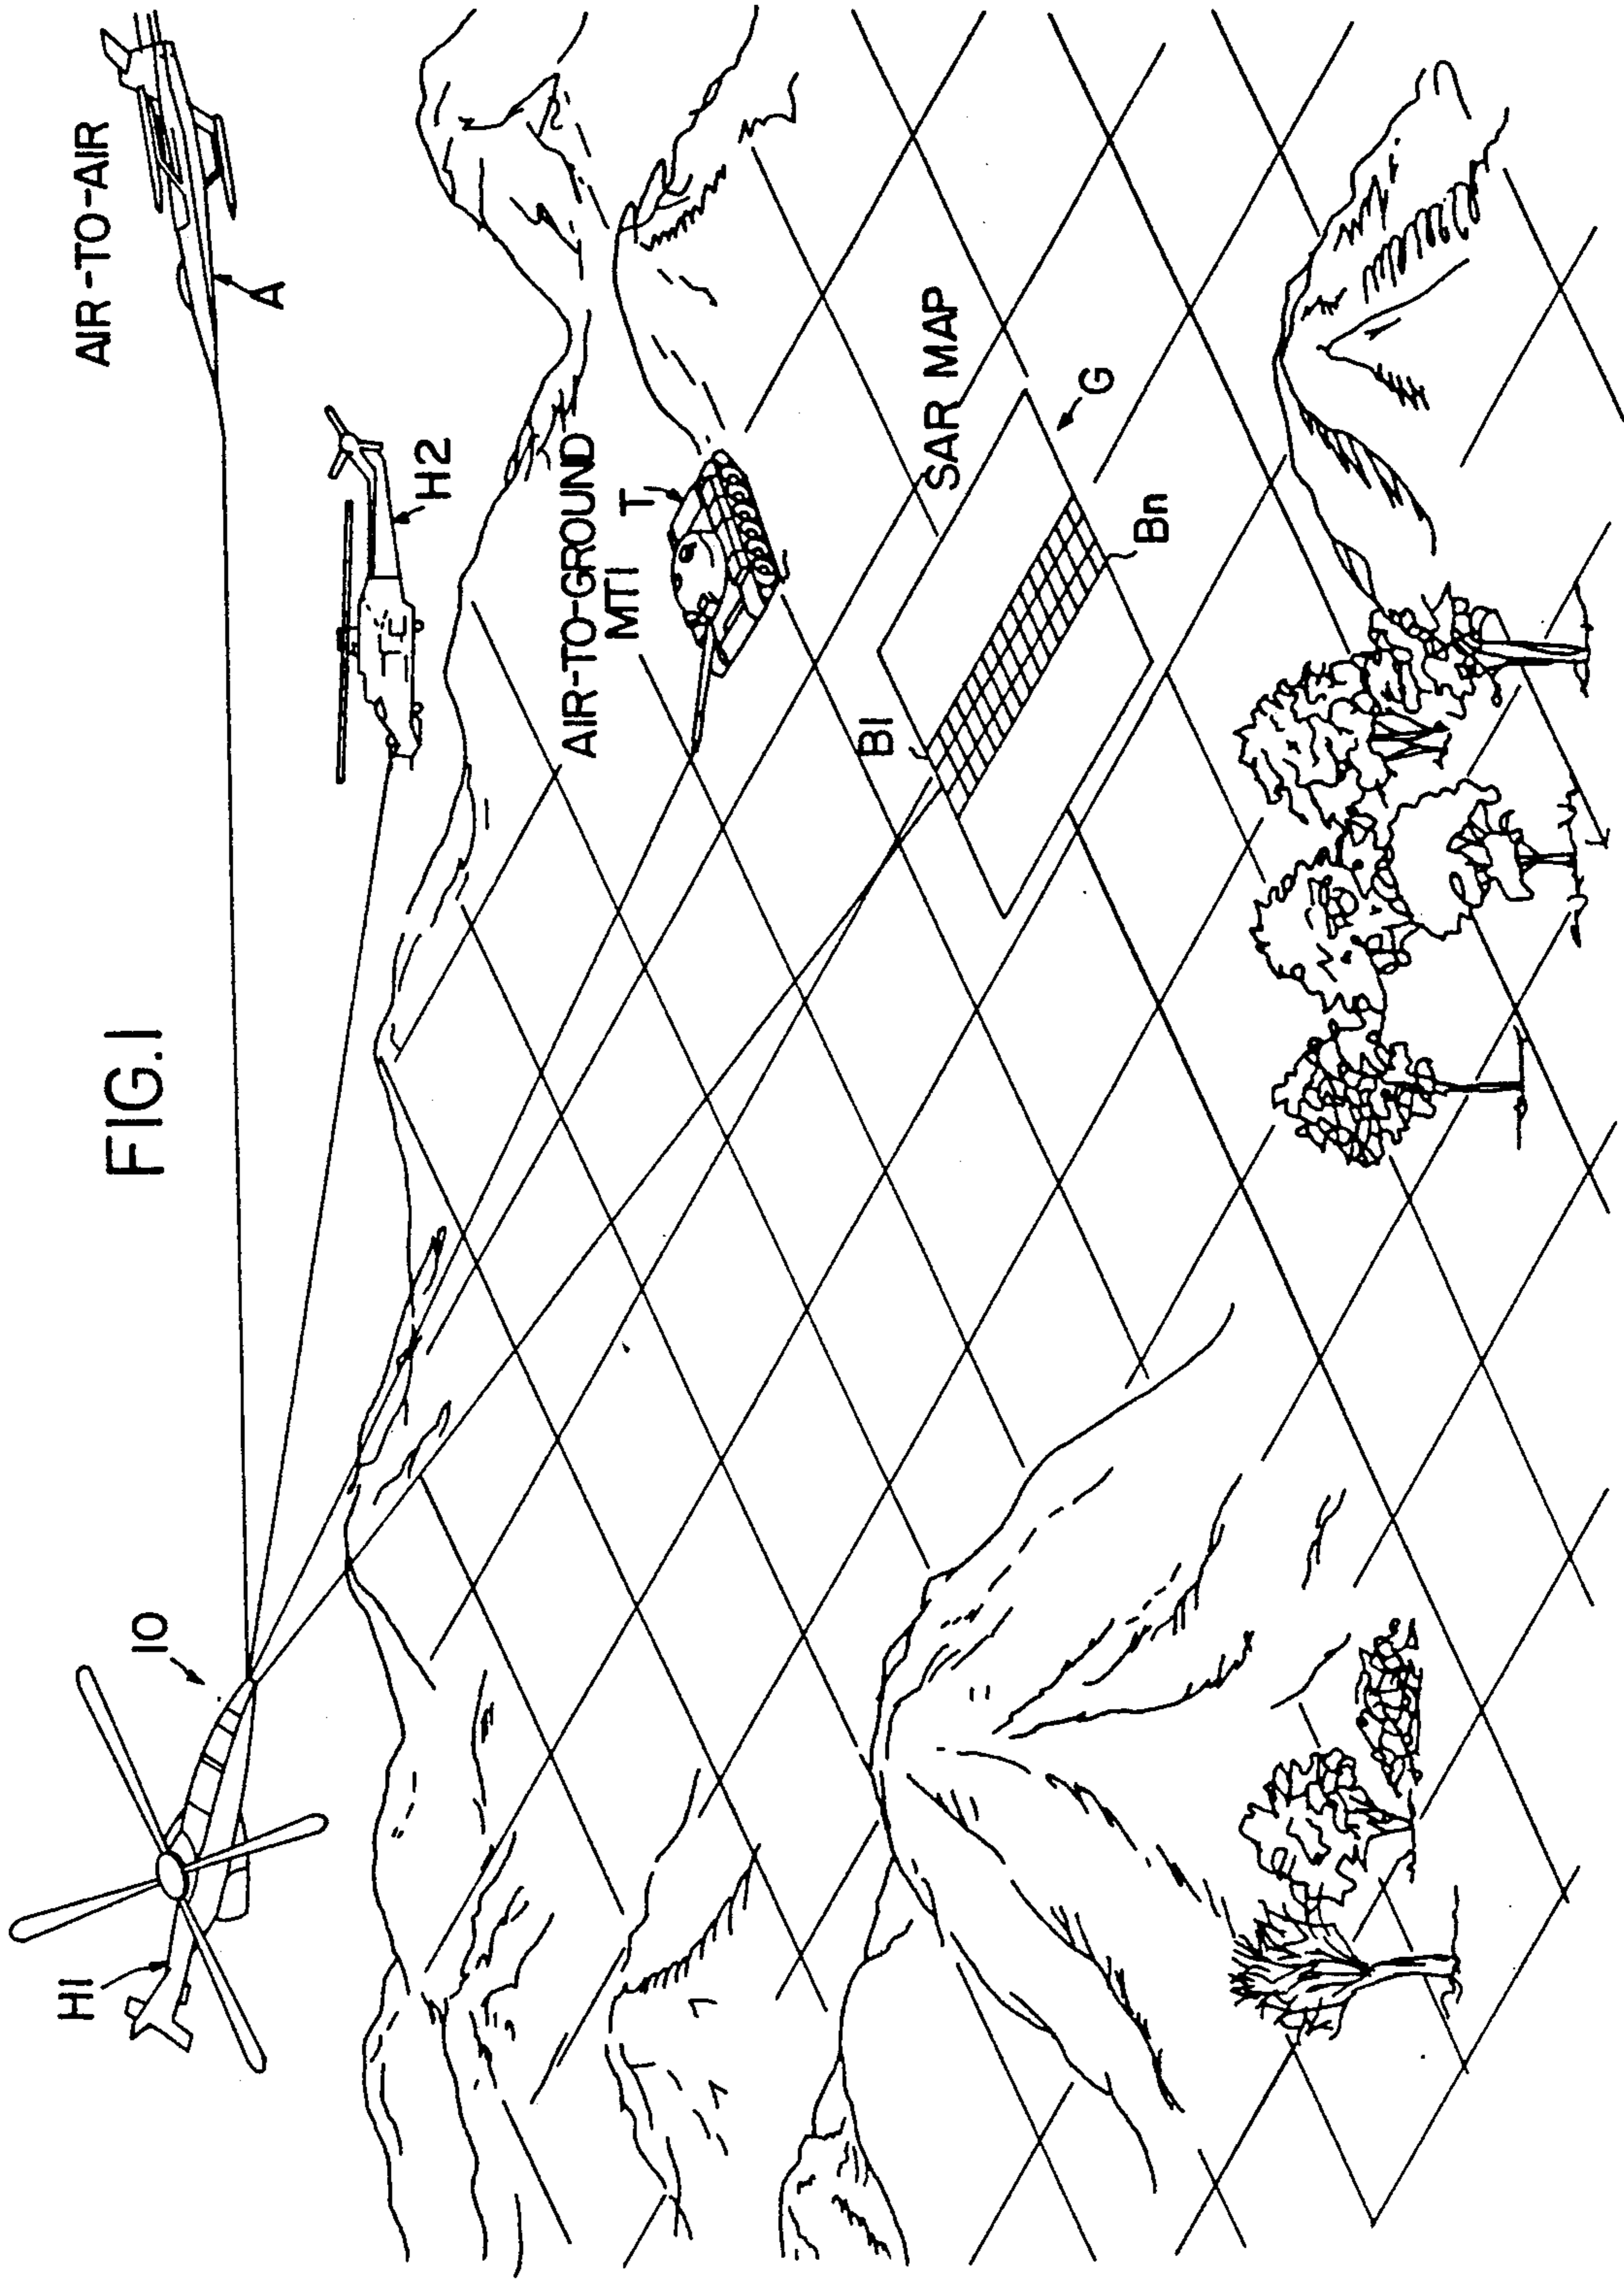 FIG.1
H1
10
AIR-TO-AIR
A
H2
AIR-TO-GROUND
MTI
T
SAR MAP
G
B1
Bn